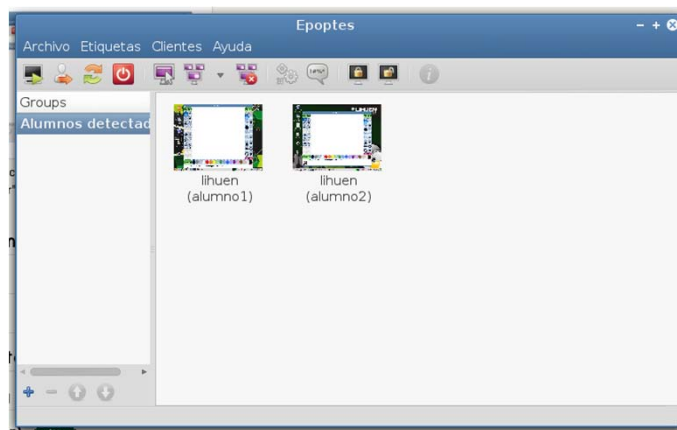 Epoptes
Archivo Etiquetas Clientes Ayuda
Groups
Alumnos detectad
lihuen
(alumno1)
lihuen
(alumno2)